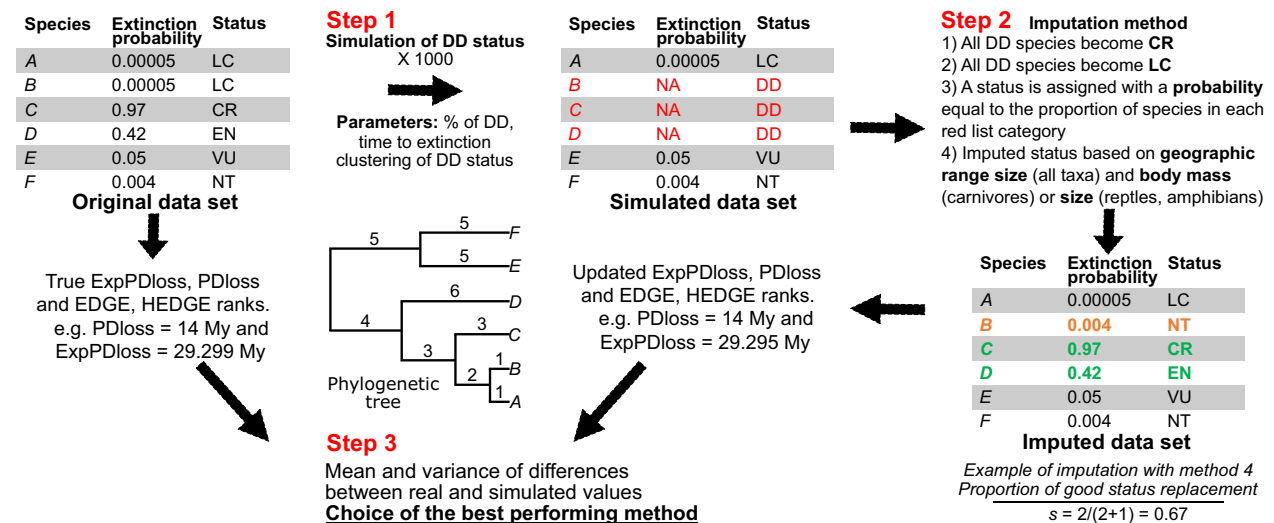 Species Extinction probability Status
A 0.00005 LC
B 0.00005 LC
C 0.97 CR
D 0.42 EN
E 0.05 VU
F 0.004 NT
Original data set
True ExpPDloss, PDloss
and EDGE, HEDGE ranks.
e.g. PDloss = 14 My and
ExpPDloss = 29.299 My
Step 1
Simulation of DD status
X 1000
Parameters: % of DD,
time to extinction
clustering of DD status
Species Extinction probability Status
A 0.00005 LC
B NA DD
C NA DD
D NA DD
E 0.05 VU
F 0.004 NT
Simulated data set
Step 2 Imputation method
1) All DD species become CR
2) All DD species become LC
3) A status is assigned with a probability
equal to the proportion of species in each
red list category
4) Imputed status based on geographic
range size (all taxa) and body mass
(carnivores) or size (reptles, amphibians)
Species Extinction probability Status
A 0.00005 LC
B 0.004 NT
C 0.97 CR
D 0.42 EN
E 0.05 VU
F 0.004 NT
Imputed data set
Example of imputation with method 4
Proportion of good status replacement
s = 2/(2+1) = 0.67
Updated ExpPDloss, PDloss
and EDGE, HEDGE ranks.
e.g. PDloss = 14 My and
ExpPDloss = 29.295 My
5 5 F
5 E
6 D
4 3 C
3 1 B
2 1 A
Phylogenetic
tree
Step 3
Mean and variance of differences
between real and simulated values
Choice of the best performing method